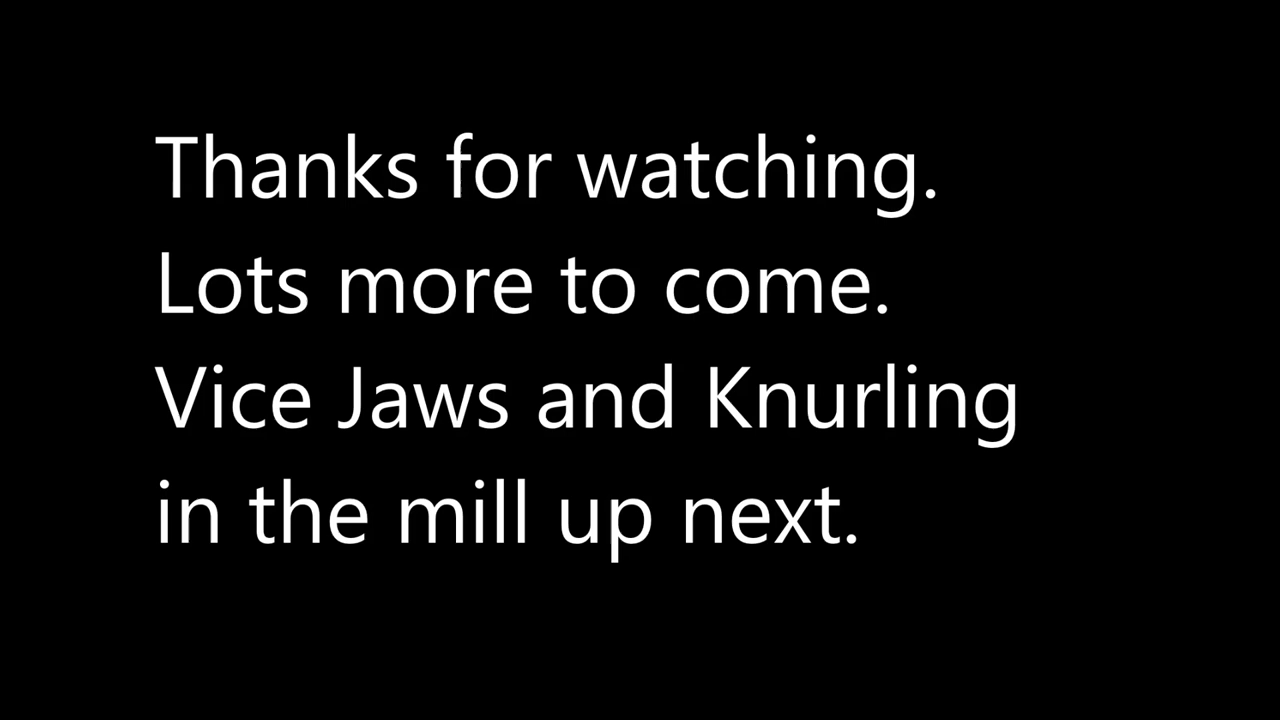 Thanks for watching.
Lots more to come.
Vice Jaws and Knurling
in the mill up next.